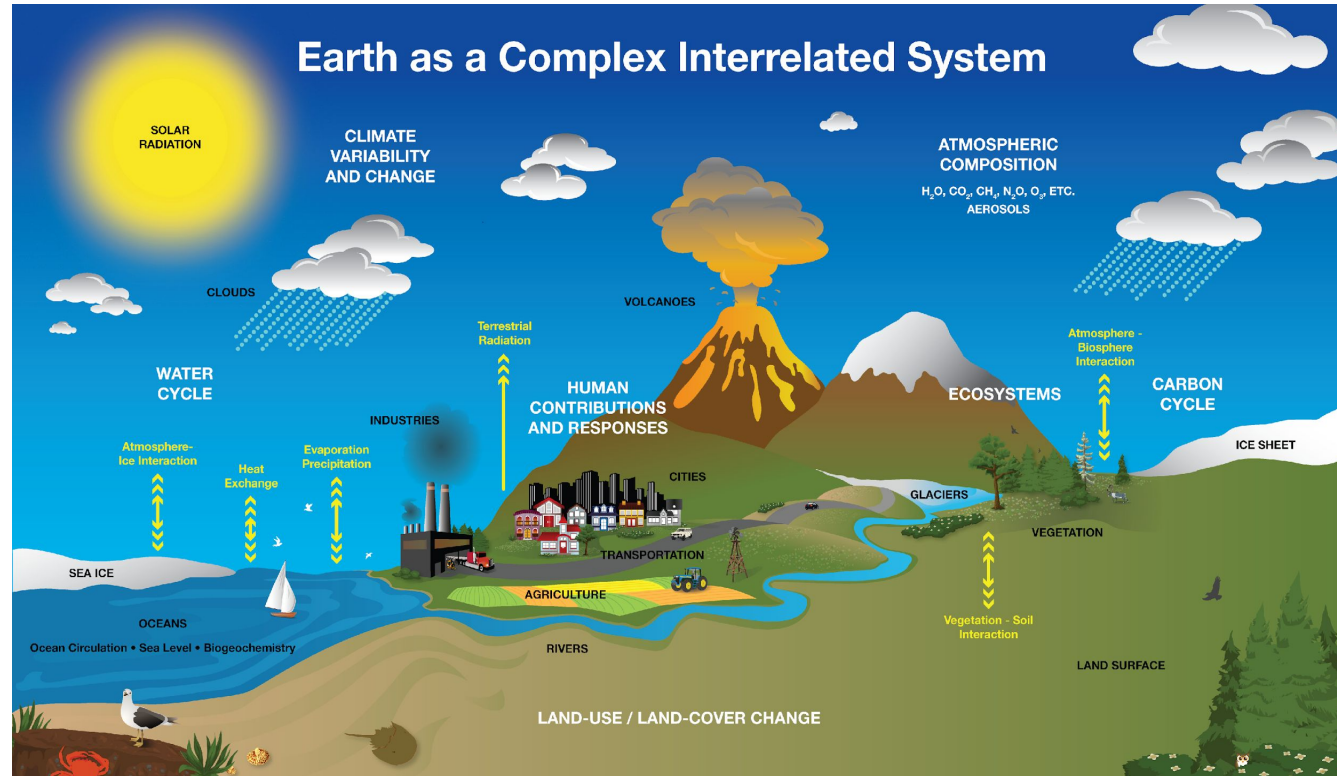 Earth as a Complex Interrelated System
SOLAR
RADIATION
CLIMATE
VARIABILITY
AND CHANGE
ATMOSPHERIC
COMPOSITION
H₂O, CO₂, CH₄, N₂O, O₃, ETC.
AEROSOLS
CLOUDS
VOLCANOES
Terrestrial
Radiation
Atmosphere -
Biosphere
Interaction
WATER
CYCLE
HUMAN
CONTRIBUTIONS
AND RESPONSES
ECOSYSTEMS
CARBON
CYCLE
INDUSTRIES
Atmosphere-
Ice Interaction
Heat
Exchange
Evaporation
Precipitation
ICE SHEET
CITIES
GLACIERS
VEGETATION
TRANSPORTATION
SEA ICE
AGRICULTURE
OCEANS
Ocean Circulation • Sea Level • Biogeochemistry
RIVERS
Vegetation - Soil
Interaction
LAND SURFACE
LAND-USE / LAND-COVER CHANGE